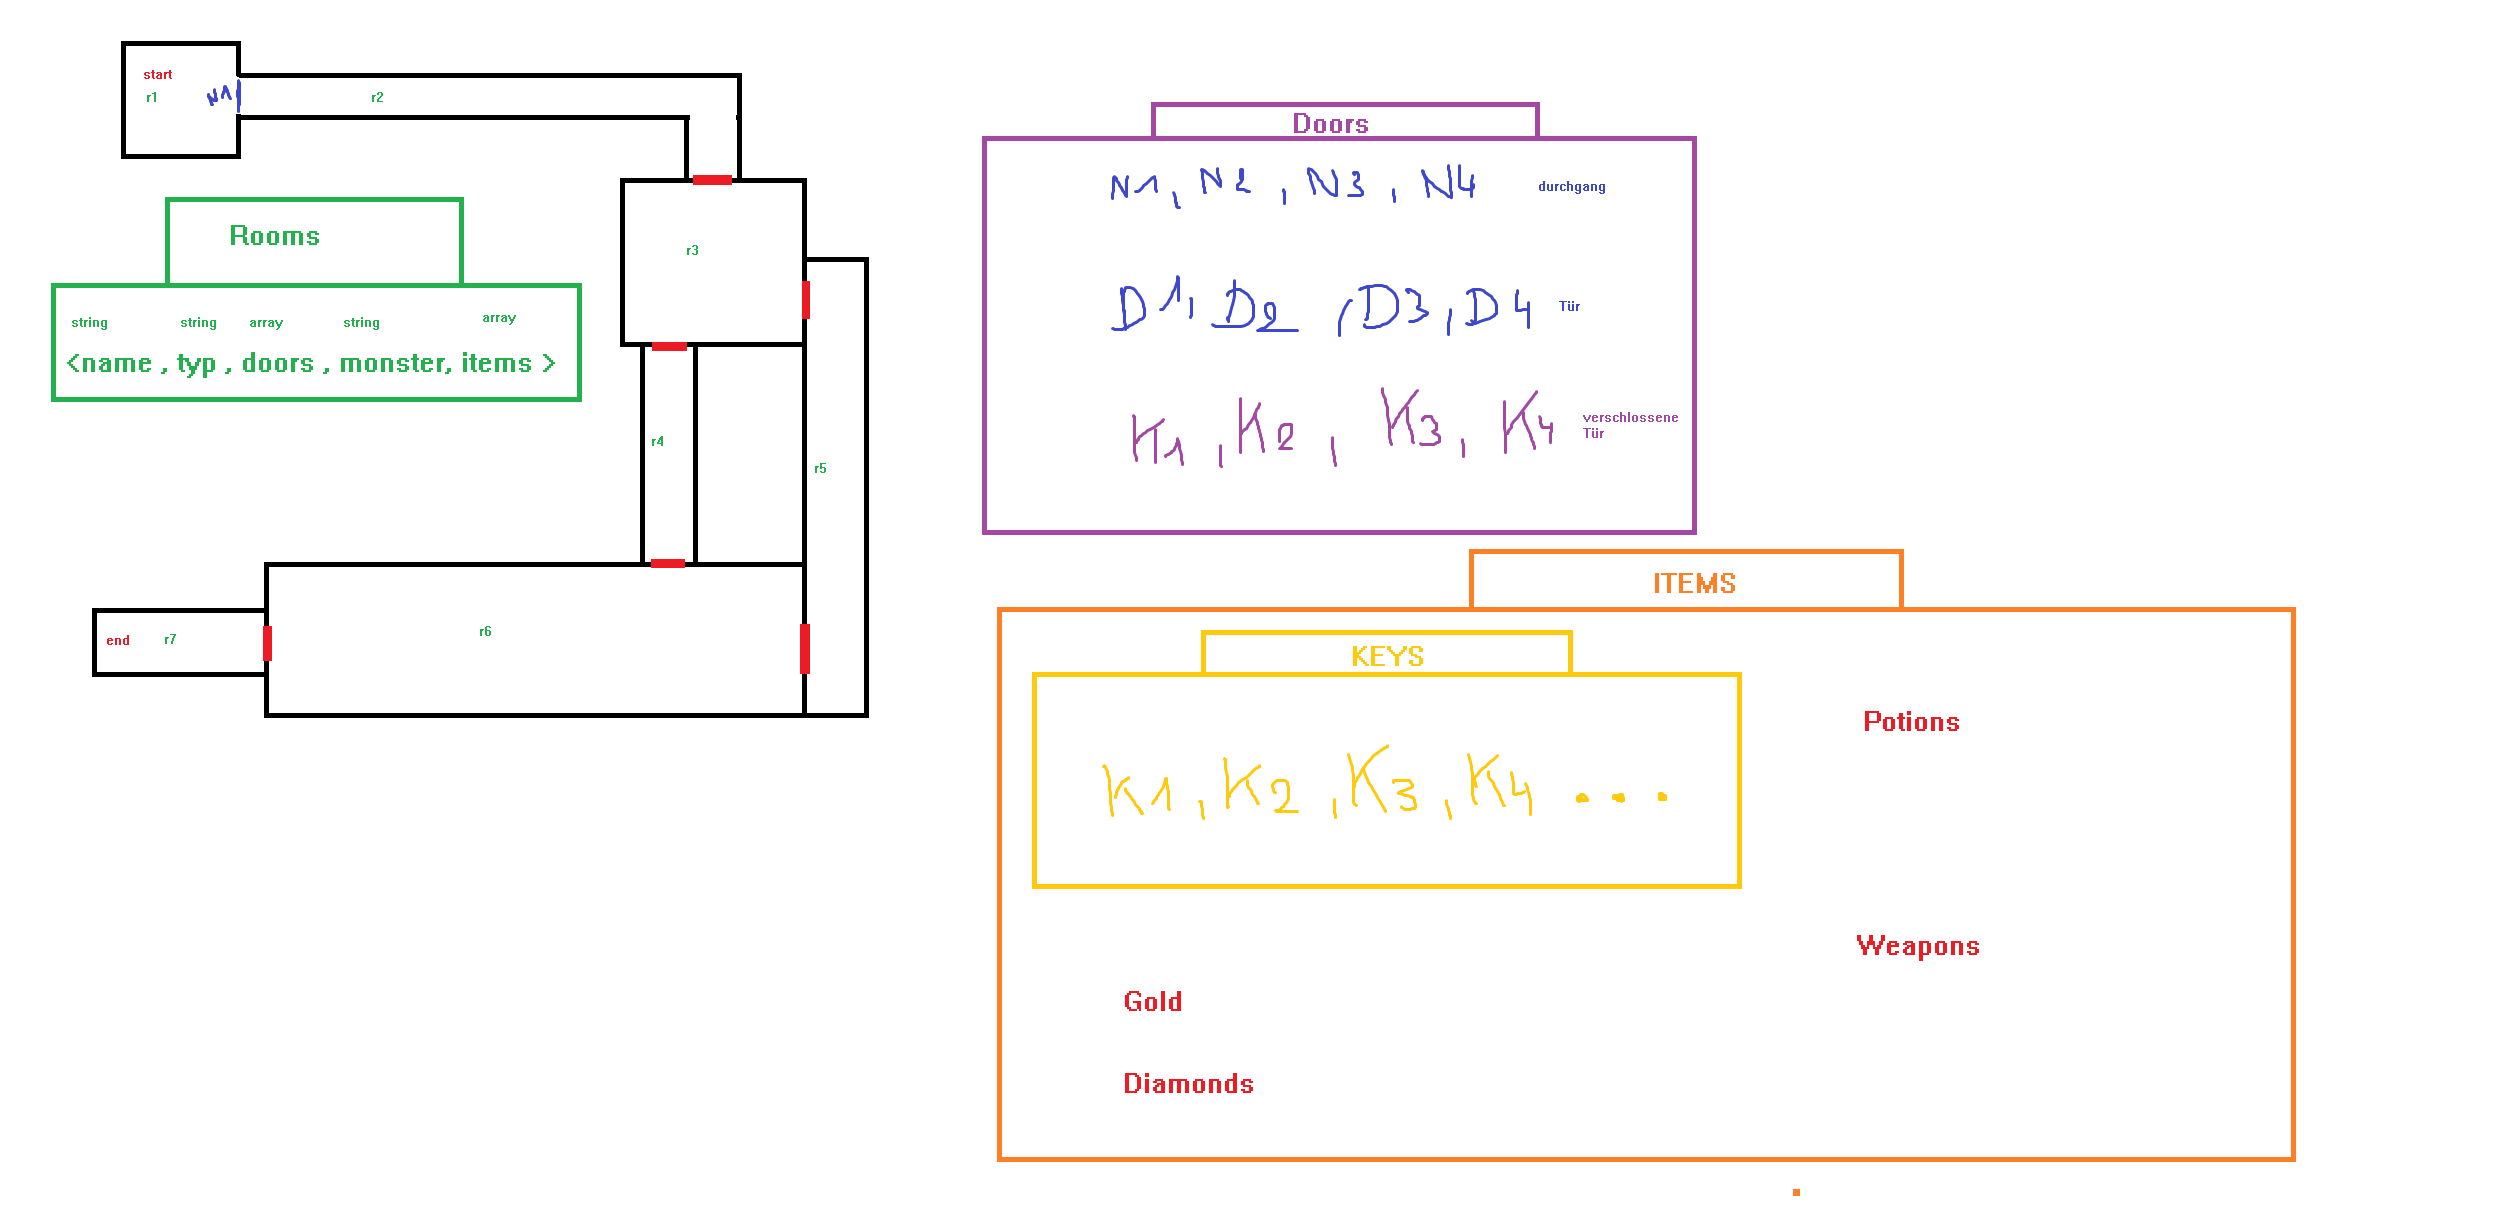 start
r1
N1
r2
Rooms
string string array string array
<name , typ , doors , monster, items >
r3
r4
r5
r6
end r7
Doors
N1, N2 , N3 , N4 durchgang
D1, D2 , D3, D4 Tür
K1 , K2 , K3 , K4 verschlossene
Tür
ITEMS
KEYS
K1 , K2 , K3 , K4 ...
Potions
Weapons
Gold
Diamonds